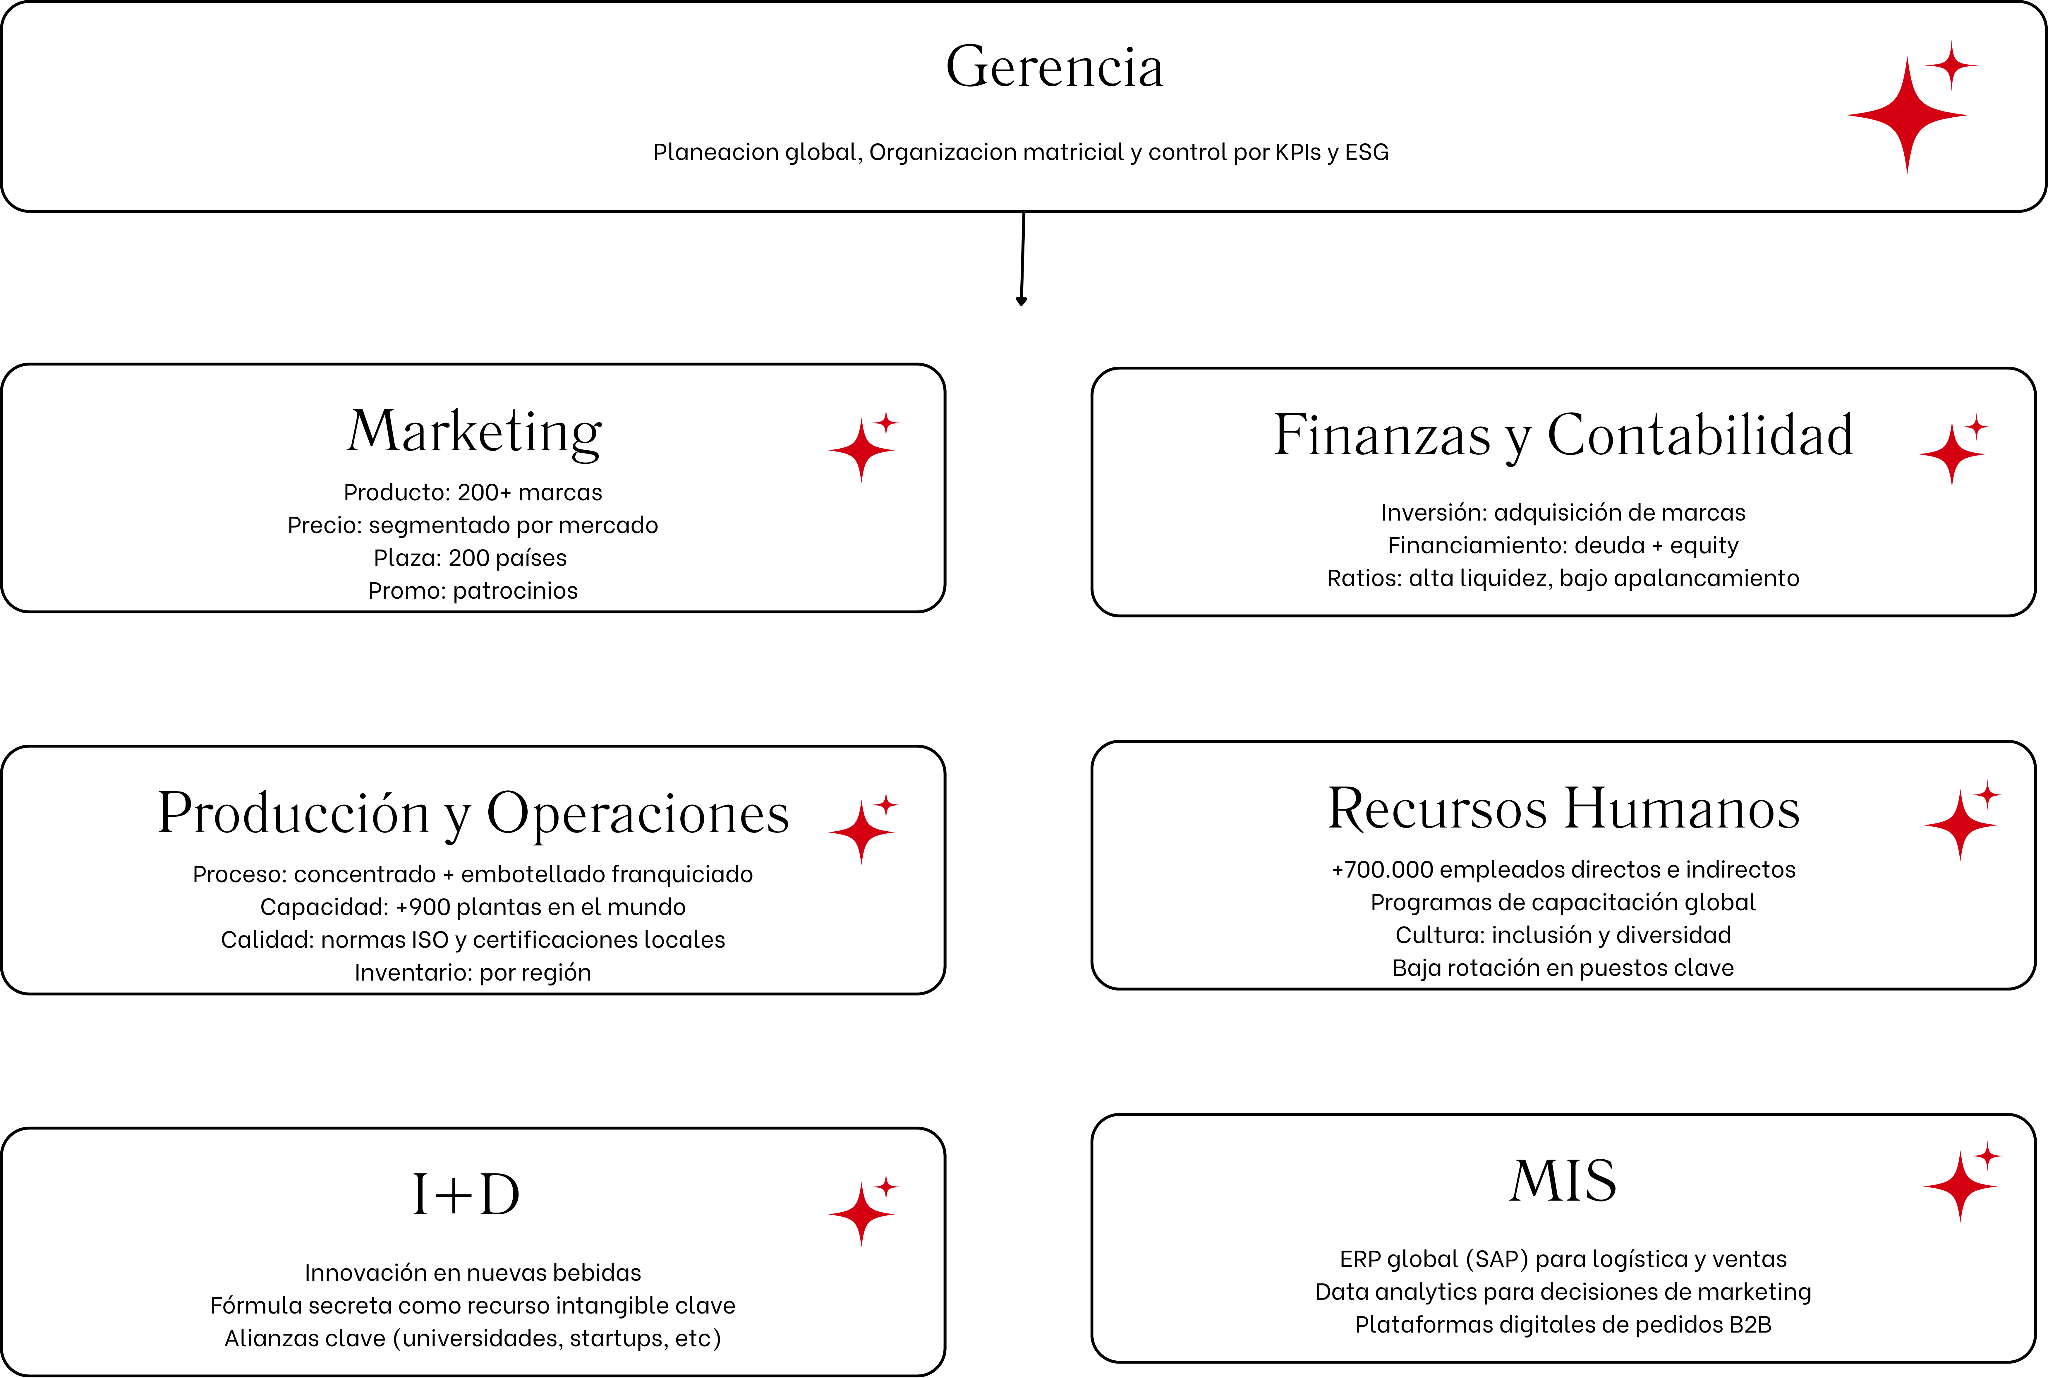 Gerencia
Planeacion global, Organizacion matricial y control por KPIs y ESG
Marketing
Producto: 200+ marcas
Precio: segmentado por mercado
Plaza: 200 países
Promo: patrocinios
Finanzas y Contabilidad
Inversión: adquisición de marcas
Financiamiento: deuda + equity
Ratios: alta liquidez, bajo apalancamiento
Producción y Operaciones
Proceso: concentrado + embotellado franquiciado
Capacidad: +900 plantas en el mundo
Calidad: normas ISO y certificaciones locales
Inventario: por región
Recursos Humanos
+700.000 empleados directos e indirectos
Programas de capacitación global
Cultura: inclusión y diversidad
Baja rotación en puestos clave
I+D
Innovación en nuevas bebidas
Fórmula secreta como recurso intangible clave
Alianzas clave (universidades, startups, etc)
MIS
ERP global (SAP) para logística y ventas
Data analytics para decisiones de marketing
Plataformas digitales de pedidos B2B